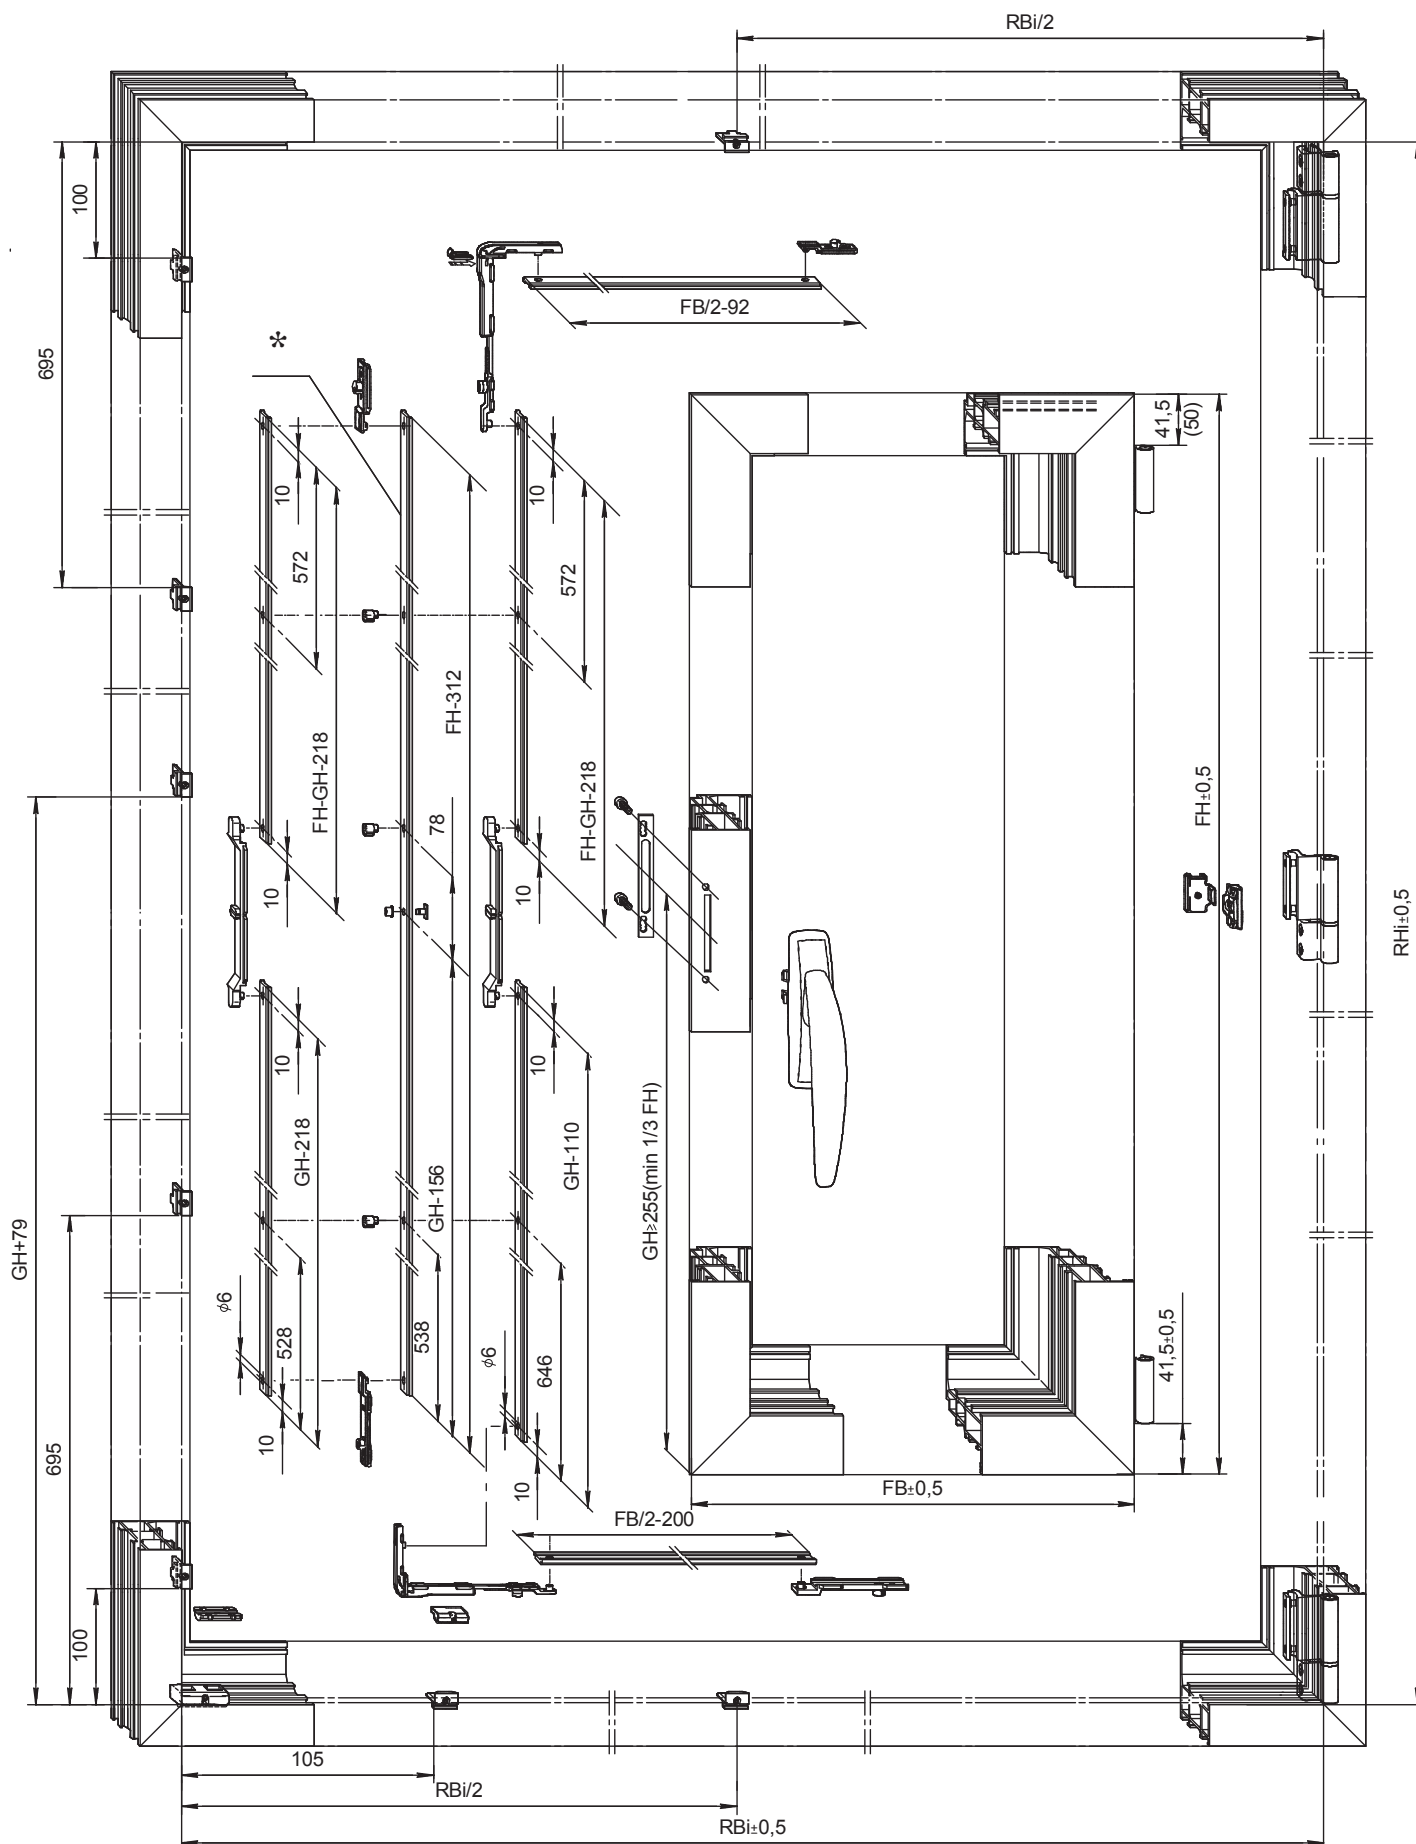 RBi/2
100
695
*
FB/2-92
41,5
(50)
10
10
572
572
FH-312
FH-GH-218
FH-GH-218
78
10
10
FH±0,5
RHi±0,5
10
10
GH-218
GH-110
GH-156
GH≥255(min 1/3 FH)
GH+79
ϕ6
528
538
ϕ6
646
41,5±0,5
10
10
695
FB±0,5
FB/2-200
100
105
RBi/2
RBi±0,5